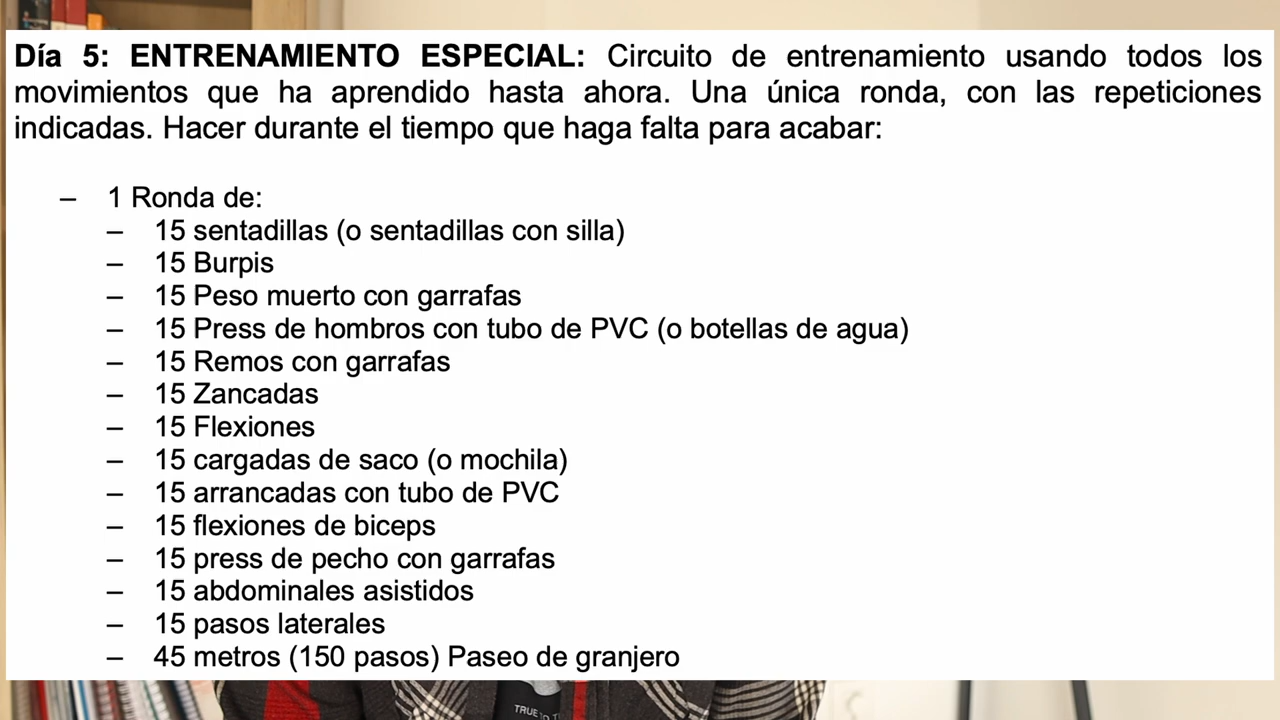 Día 5: ENTRENAMIENTO ESPECIAL: Circuito de entrenamiento usando todos los
movimientos que ha aprendido hasta ahora. Una única ronda, con las repeticiones
indicadas. Hacer durante el tiempo que haga falta para acabar:
– 1 Ronda de:
– 15 sentadillas (o sentadillas con silla)
– 15 Burpis
– 15 Peso muerto con garrafas
– 15 Press de hombros con tubo de PVC (o botellas de agua)
– 15 Remos con garrafas
– 15 Zancadas
– 15 Flexiones
– 15 cargadas de saco (o mochila)
– 15 arrancadas con tubo de PVC
– 15 flexiones de biceps
– 15 press de pecho con garrafas
– 15 abdominales asistidos
– 15 pasos laterales
– 45 metros (150 pasos) Paseo de granjero
TRUE